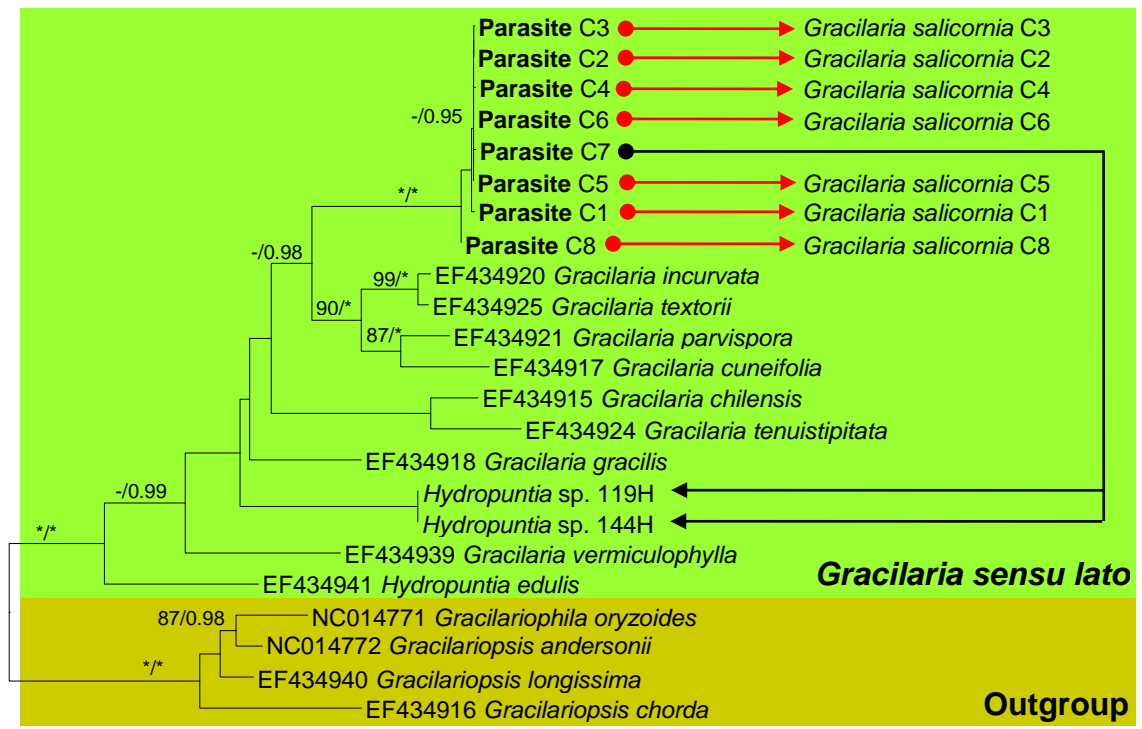 Parasite C3 Gracilaria salicornia C3
Parasite C2 Gracilaria salicornia C2
Parasite C4 Gracilaria salicornia C4
-/0.95
Parasite C6 Gracilaria salicornia C6
Parasite C7
Parasite C5 Gracilaria salicornia C5
*/*
Parasite C1 Gracilaria salicornia C1
Parasite C8 Gracilaria salicornia C8
-/0.98
99/*
EF434920 Gracilaria incurvata
90/*
EF434925 Gracilaria textorii
87/*
EF434921 Gracilaria parvispora
EF434917 Gracilaria cuneifolia
EF434915 Gracilaria chilensis
EF434924 Gracilaria tenuistipitata
EF434918 Gracilaria gracilis
-/0.99
Hydropuntia sp. 119H
*/*
Hydropuntia sp. 144H
EF434939 Gracilaria vermiculophylla
EF434941 Hydropuntia edulis
Gracilaria sensu lato
87/0.98
NC014771 Gracilariophila oryzoides
NC014772 Gracilariopsis andersonii
*/*
EF434940 Gracilariopsis longissima
EF434916 Gracilariopsis chorda
Outgroup